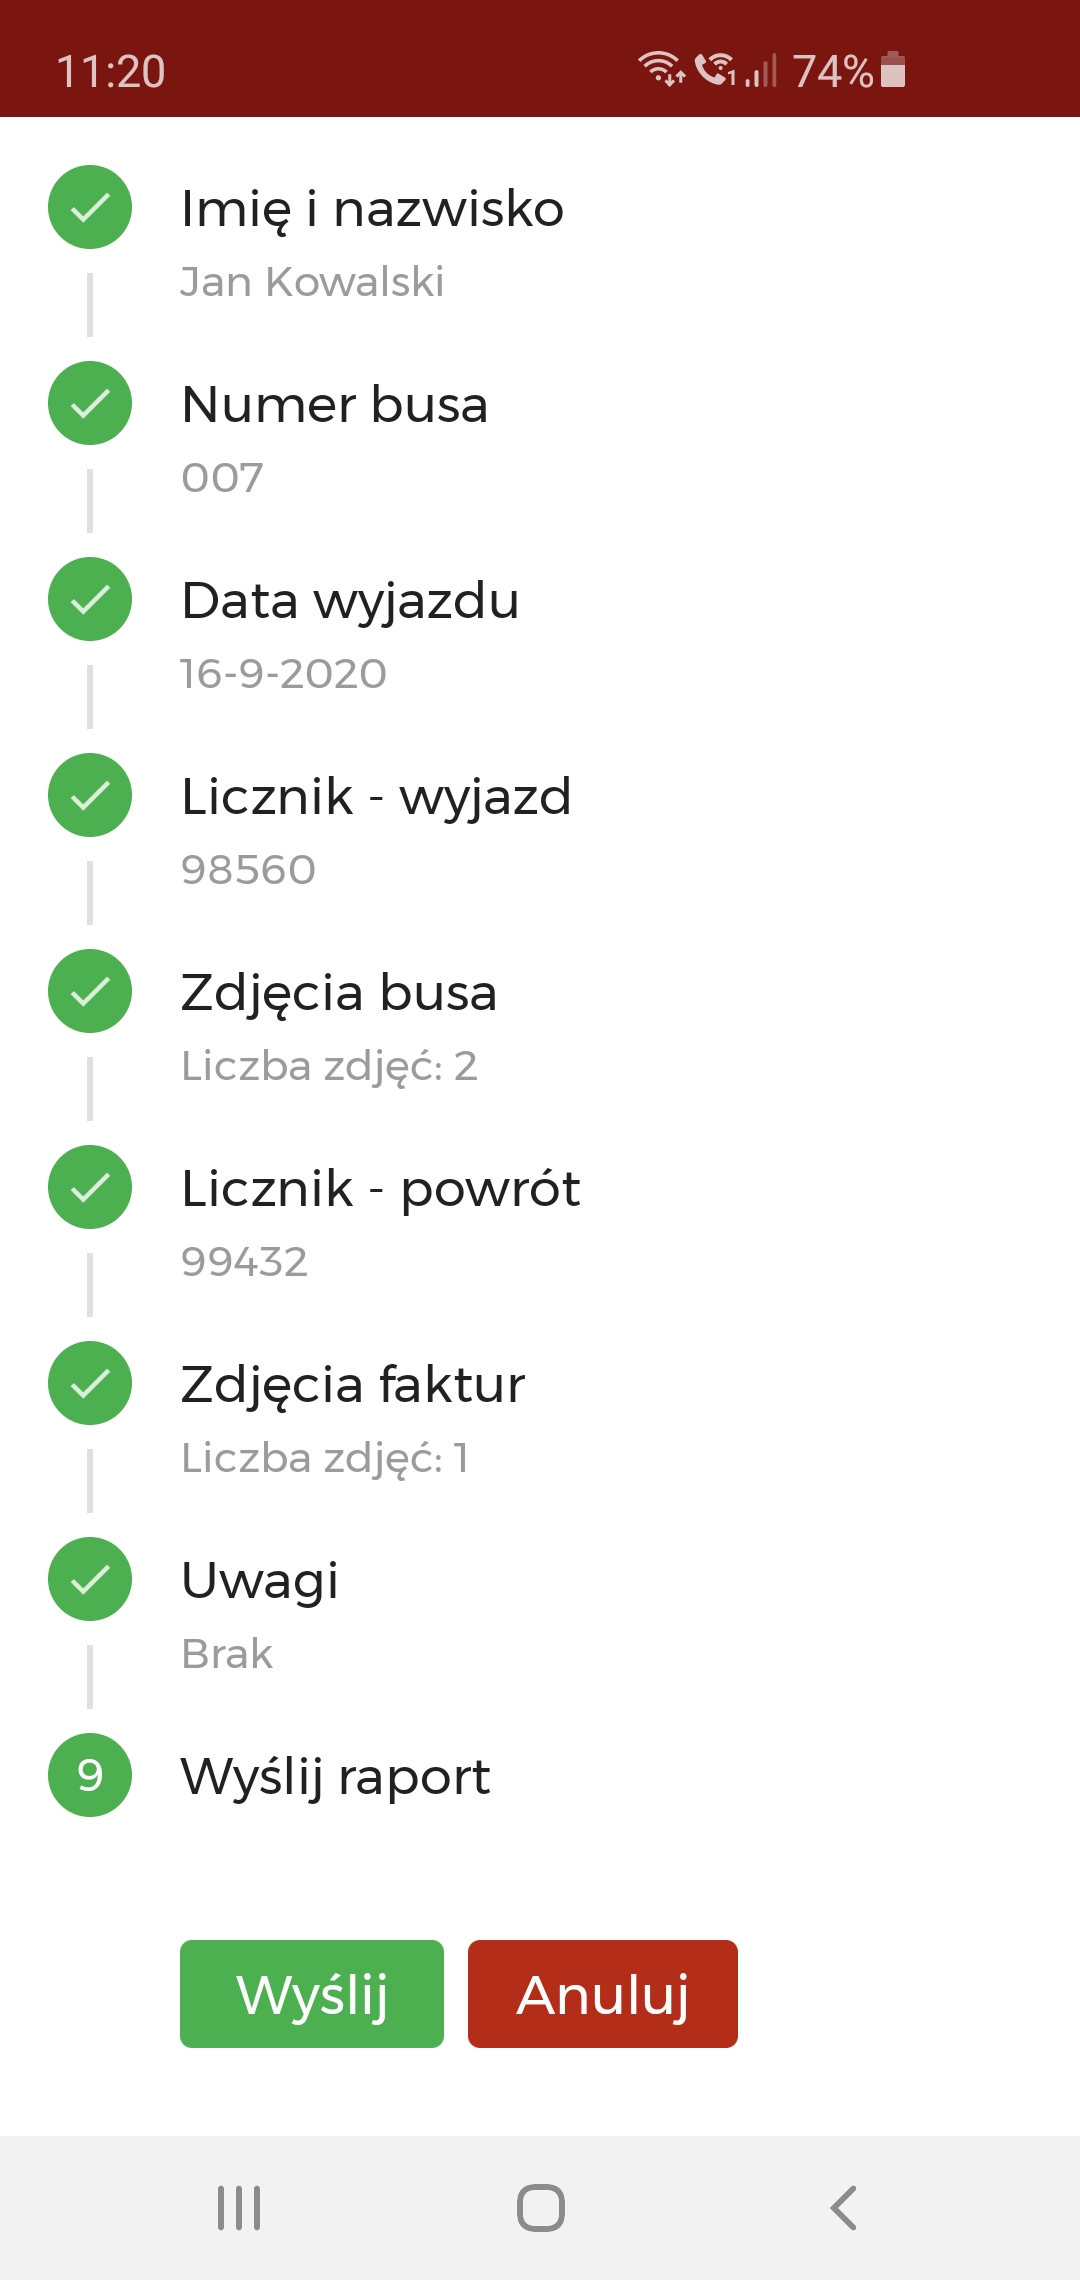 11:20
1 74%
Imię i nazwisko
Jan Kowalski
Numer busa
007
Data wyjazdu
16-9-2020
Licznik - wyjazd
98560
Zdjęcia busa
Liczba zdjęć: 2
Licznik - powrót
99432
Zdjęcia faktur
Liczba zdjęć: 1
Uwagi
Brak
9 Wyślij raport
Wyślij Anuluj